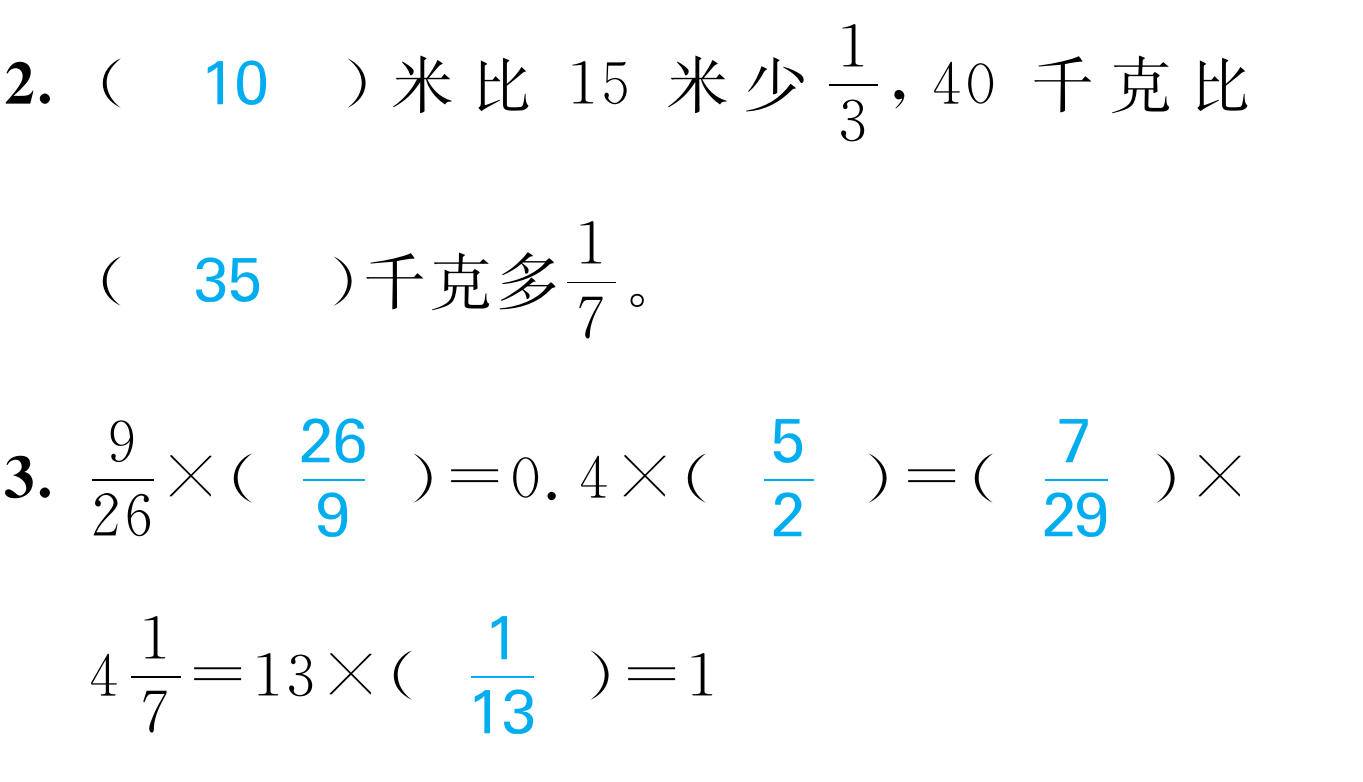 2. ( 10 )米比 15 米少1/3, 40 千克比
( 35 )千克多1/7。
3. 9/26×( 26/9 )=0.4×( 5/2 )=( 7/29 )×
4 1/7=13×( 1/13 )=1